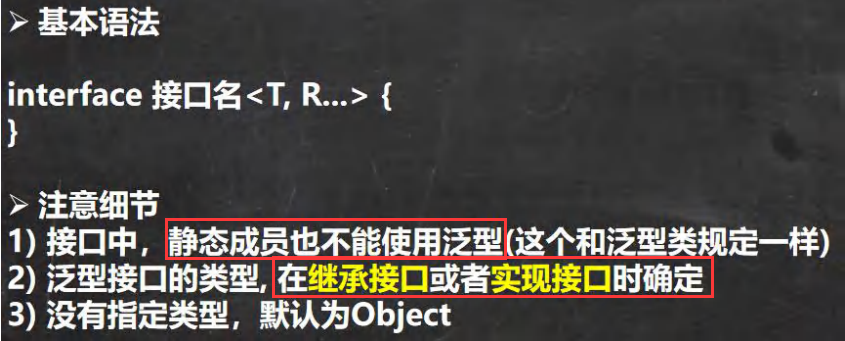 ➢ 基本语法
interface 接口名<T, R...> {
}
➢ 注意细节
1) 接口中，静态成员也不能使用泛型(这个和泛型类规定一样)
2) 泛型接口的类型, 在继承接口或者实现接口时确定
3) 没有指定类型，默认为Object